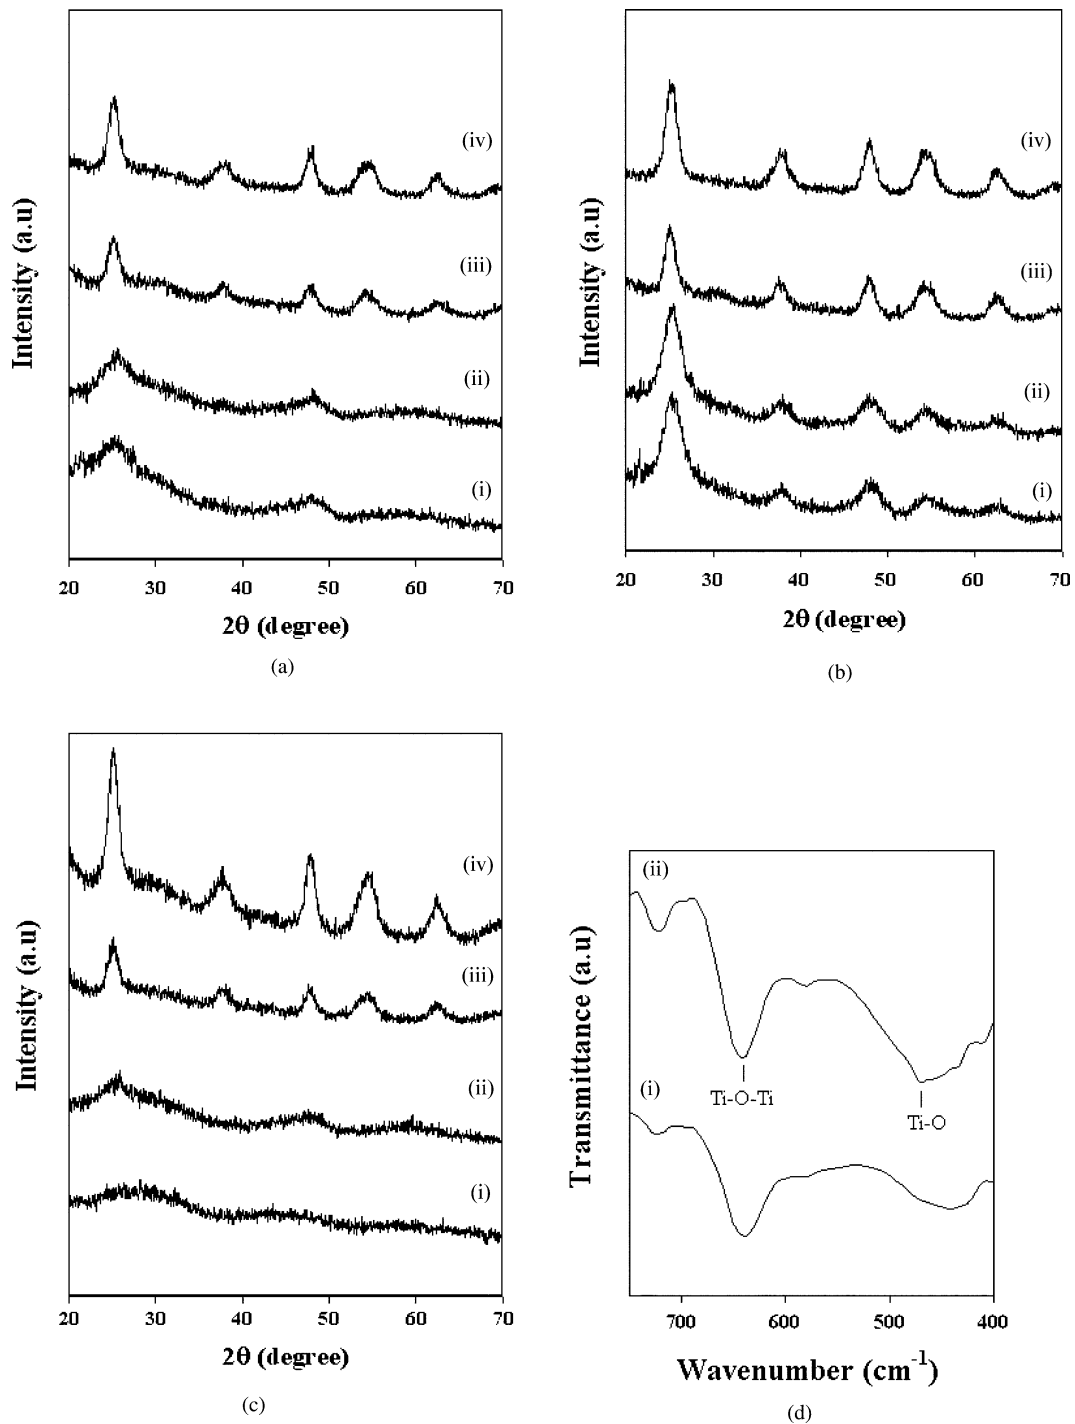 Intensity (a.u)
(iv)
(iii)
(ii)
(i)
20 30 40 50 60 70
2θ (degree)
(a)
Intensity (a.u)
(iv)
(iii)
(ii)
(i)
20 30 40 50 60 70
2θ (degree)
(b)
Intensity (a.u)
(iv)
(iii)
(ii)
(i)
20 30 40 50 60 70
2θ (degree)
(c)
Transmittance (a.u)
(ii)
Ti-O-Ti
(i)
Ti-O
700 600 500 400
Wavenumber (cm⁻¹)
(d)